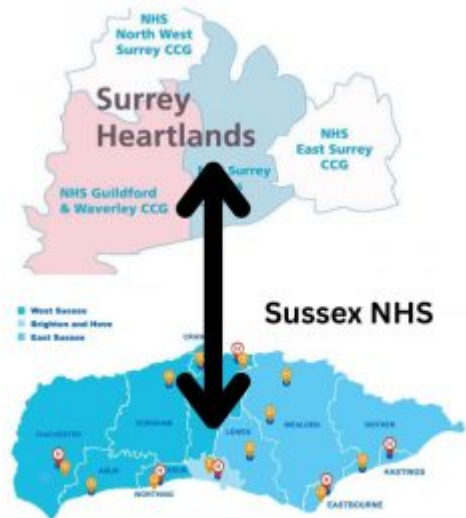 NHS
North West
Surrey CCG
Surrey
Heartlands
NHS
East Surrey
CCG
Surrey
NHS Guildford
& Waverley CCG
Sussex NHS
West Sussex
Brighton and Hove
East Sussex
HORSHAM
WEALDEN
ROTHER
CHICHESTER
LEWES
ARUN
HASTINGS
WORTHING
EASTBOURNE